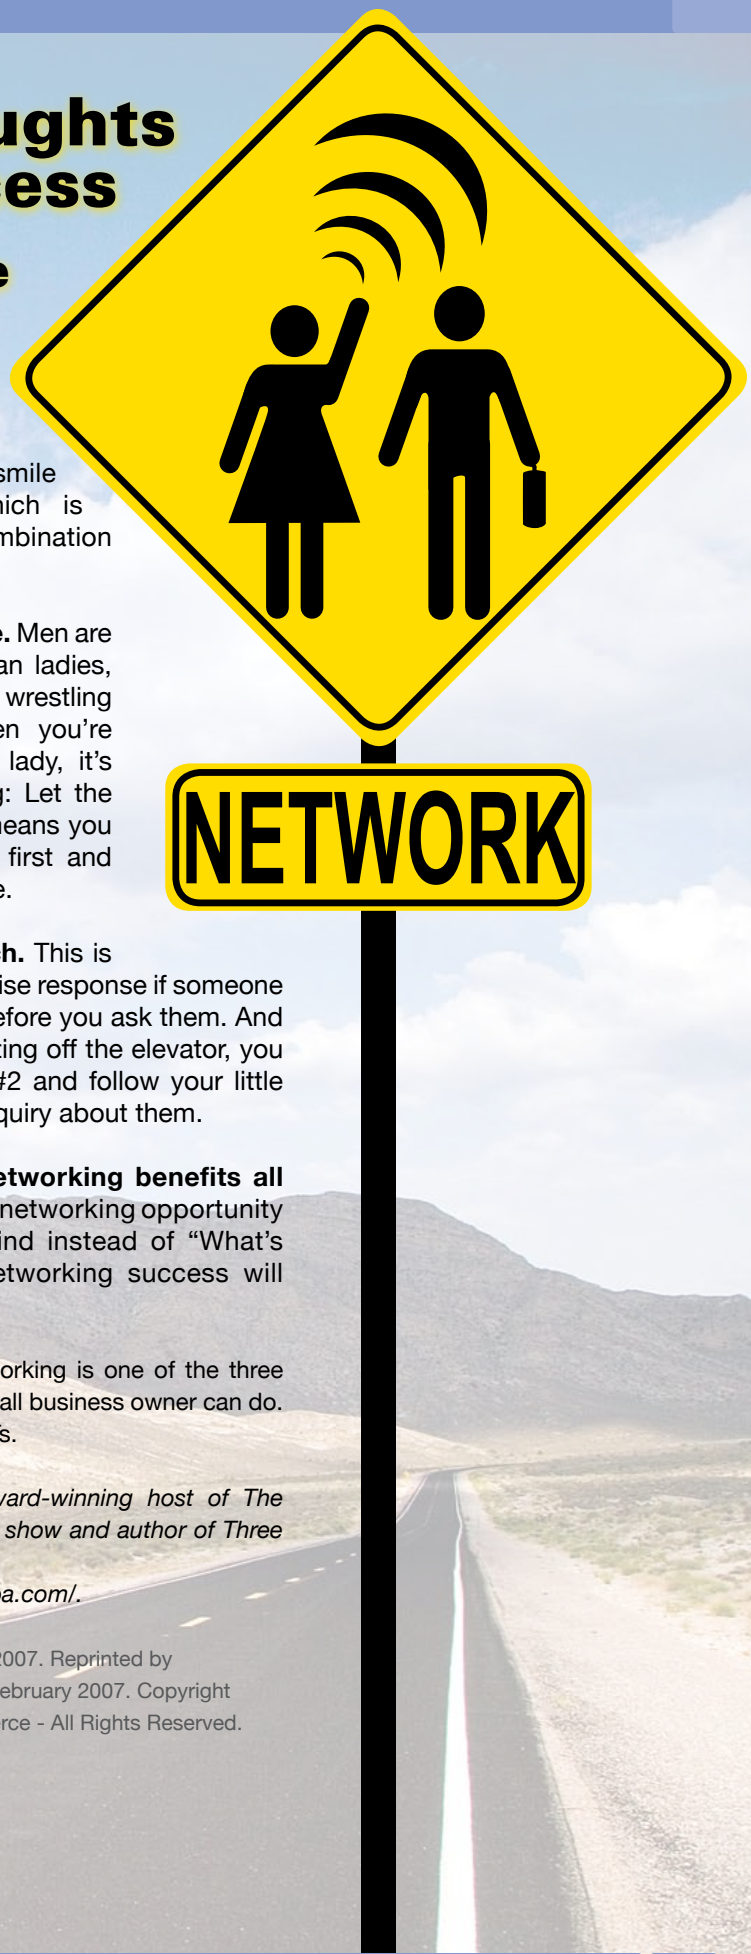 ughts
cess
e
smile
hich is
mbination
e. Men are
an ladies,
wrestling
en you're
lady, it's
g: Let the
means you
first and
e.
NETWORK
ch. This is
ise response if someone
efore you ask them. And
ting off the elevator, you
#2 and follow your little
quiry about them.
etworking benefits all
networking opportunity
ind instead of “What's
etworking success will
orking is one of the three
all business owner can do.
s.
ward-winning host of The
show and author of Three
a.com/.
2007. Reprinted by
ebruary 2007. Copyright
rce - All Rights Reserved.